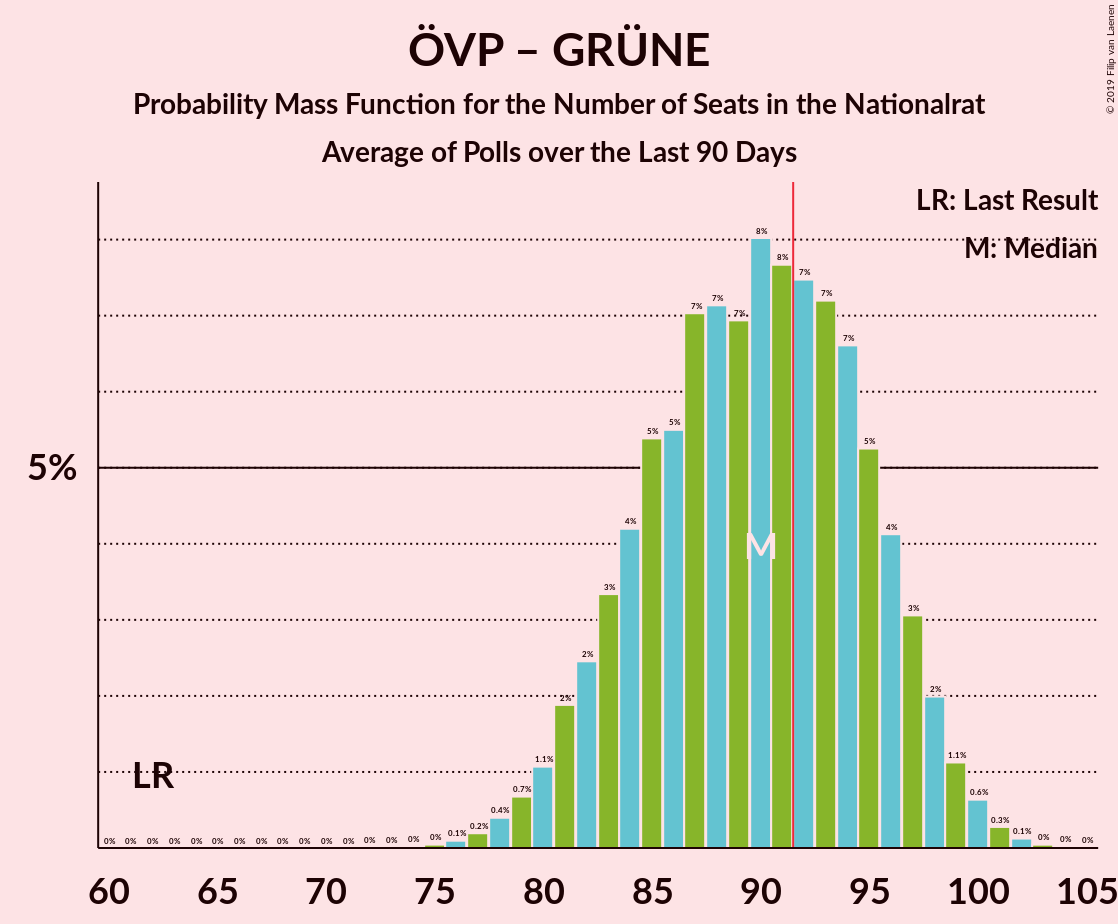 ÖVP – GRÜNE
Probability Mass Function for the Number of Seats in the Nationalrat
Average of Polls over the Last 90 Days
© 2019 Filip van Laenen
LR: Last Result
M: Median
5%
LR
M
0% 0% 0% 0% 0% 0% 0% 0% 0% 0% 0% 0% 0% 0% 0% 0% 0.1% 0.2% 0.4% 0.7% 1.1% 2% 2% 3% 4% 5% 5% 7% 7% 7% 8% 8% 7% 7% 7% 5% 4% 3% 2% 1.1% 0.6% 0.3% 0.1% 0% 0% 0%
60 65 70 75 80 85 90 95 100 105